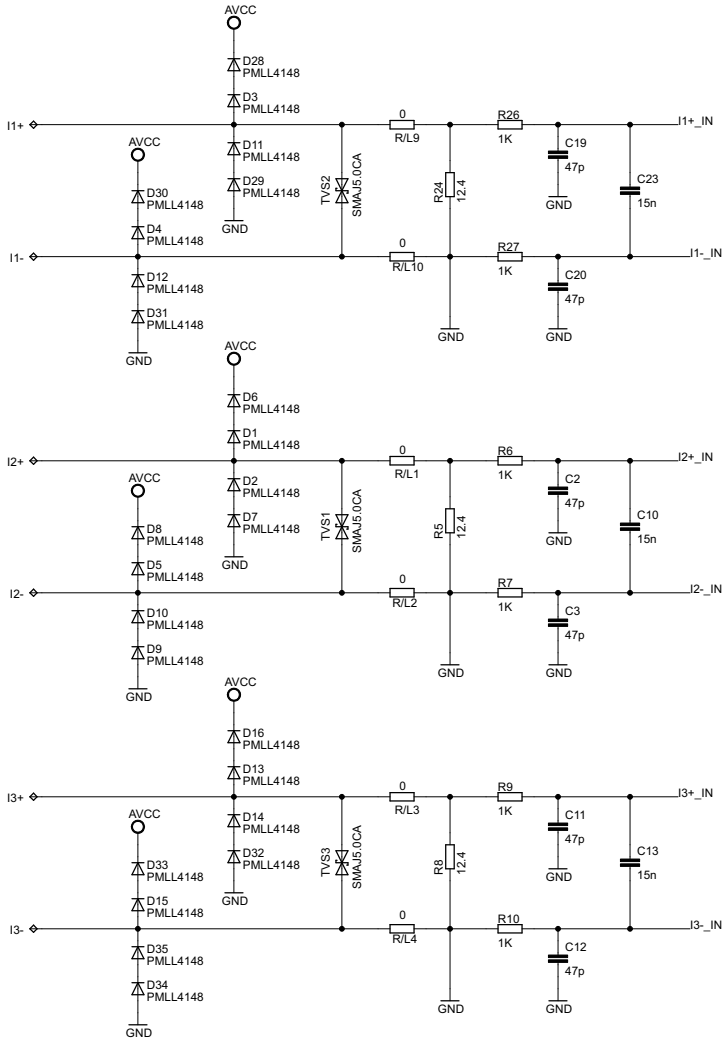 AVCC
D28
PMLL4148
D3
PMLL4148
I1+
0
R/L9
R26
1K
I1+_IN
AVCC
D11
PMLL4148
D29
PMLL4148
GND
TVS2
SMAJ5.0CA
R24
12.4
C19
47p
GND
C23
15n
D30
PMLL4148
D4
PMLL4148
I1-
0
R/L10
R27
1K
I1-_IN
D12
PMLL4148
D31
PMLL4148
GND
GND
C20
47p
GND
AVCC
D6
PMLL4148
D1
PMLL4148
I2+
0
R/L1
R6
1K
I2+_IN
AVCC
D2
PMLL4148
D7
PMLL4148
GND
TVS1
SMAJ5.0CA
R5
12.4
C2
47p
GND
C10
15n
D8
PMLL4148
D5
PMLL4148
I2-
0
R/L2
R7
1K
I2-_IN
D10
PMLL4148
D9
PMLL4148
GND
GND
C3
47p
GND
AVCC
D16
PMLL4148
D13
PMLL4148
I3+
0
R/L3
R9
1K
I3+_IN
AVCC
D14
PMLL4148
D32
PMLL4148
GND
TVS3
SMAJ5.0CA
R8
12.4
C11
47p
GND
C13
15n
D33
PMLL4148
D15
PMLL4148
I3-
0
R/L4
R10
1K
I3-_IN
D35
PMLL4148
D34
PMLL4148
GND
GND
C12
47p
GND